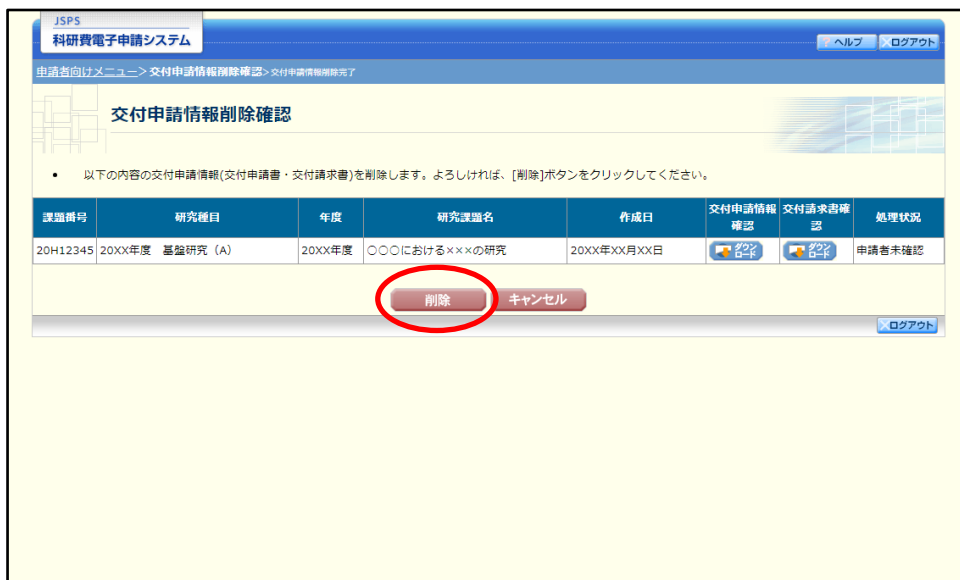 JSPS
科研費電子申請システム
? ヘルプ ログアウト
申請者向けメニュー>交付申請情報削除確認>交付申請情報削除完了
交付申請情報削除確認
• 以下の内容の交付申請情報(交付申請書・交付請求書)を削除します。よろしければ、[削除]ボタンをクリックしてください。
課題番号 研究種目 年度 研究課題名 作成日 交付申請情報確認 交付請求書確認 処理状況
20H12345 20XX年度 基盤研究（A） 20XX年度 ○○○における×××の研究 20XX年XX月XX日 ダウンロード ダウンロード 申請者未確認
削除 キャンセル
ログアウト